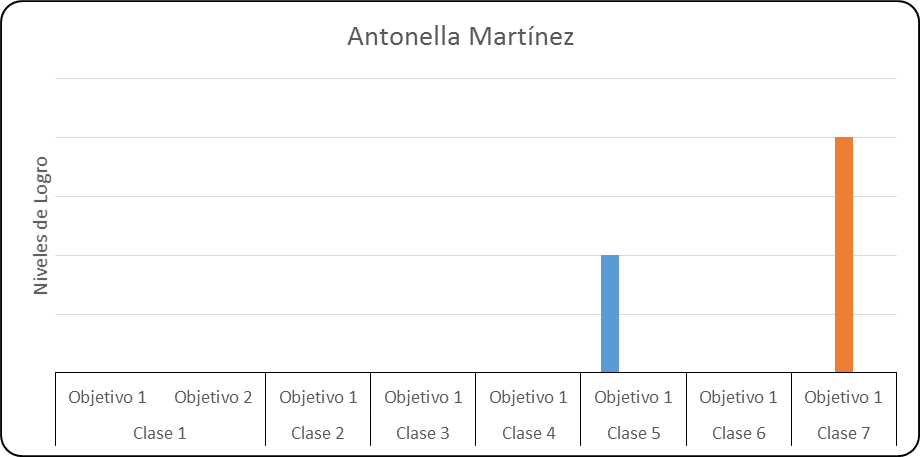 Antonella Martínez
Niveles de Logro
Objetivo 1 Objetivo 2 Objetivo 1 Objetivo 1 Objetivo 1 Objetivo 1 Objetivo 1 Objetivo 1
Clase 1 Clase 2 Clase 3 Clase 4 Clase 5 Clase 6 Clase 7